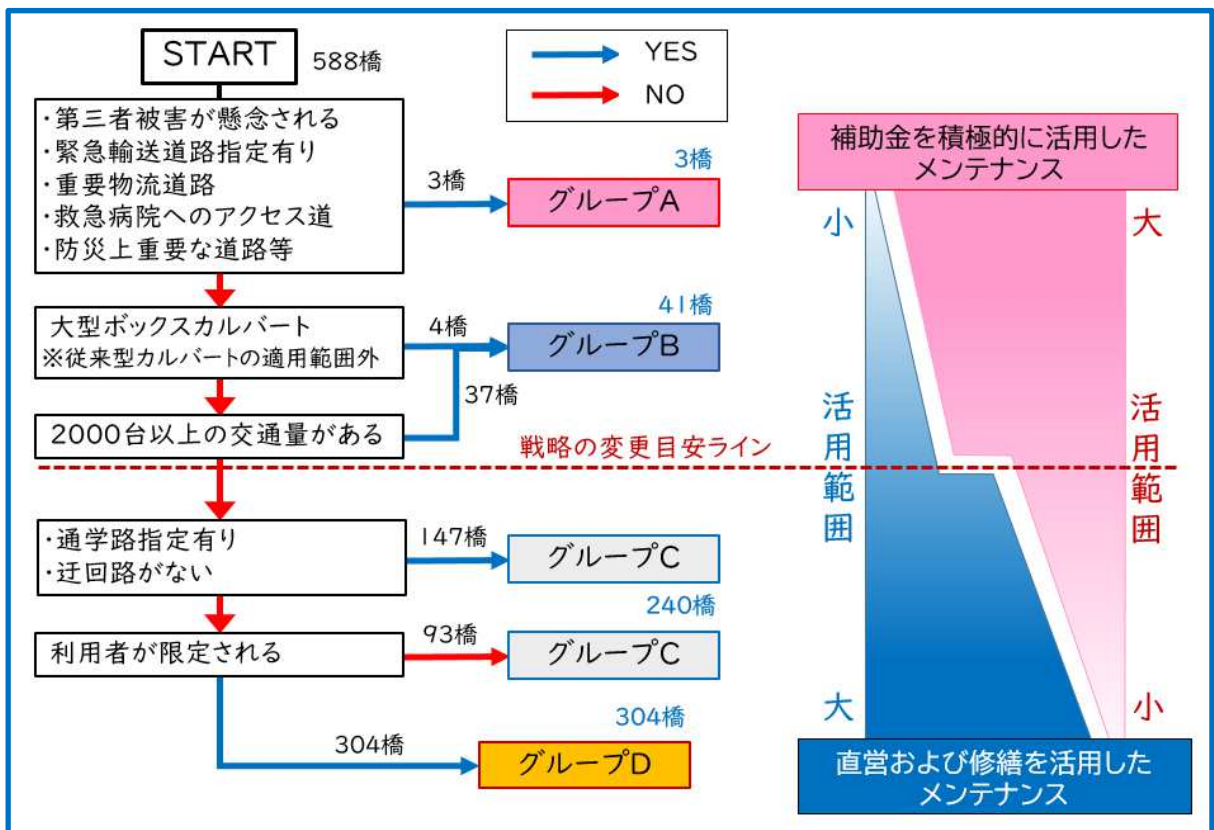 START
588橋
YES
NO
・第三者被害が懸念される
・緊急輸送道路指定有り
・重要物流道路
・救急病院へのアクセス道
・防災上重要な道路等
3橋
3橋
グループA
大型ボックスカルバート
※従来型カルバートの適用範囲外
4橋
41橋
グループB
37橋
2000台以上の交通量がある
戦略の変更目安ライン
・通学路指定有り
・迂回路がない
147橋
グループC
240橋
利用者が限定される
93橋
グループC
304橋
304橋
グループD
補助金を積極的に活用した
メンテナンス
小
活用範囲
大
大
活用範囲
小
直営および修繕を活用した
メンテナンス